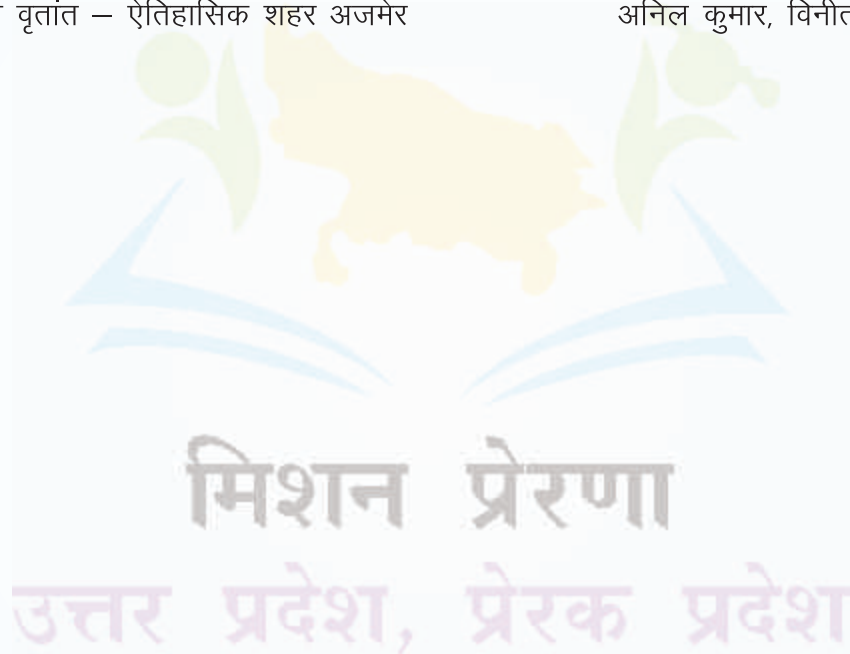 वृतांत – ऐतिहासिक शहर अजमेर अनिल कुमार, विनीत
मिशन प्रेरणा
उत्तर प्रदेश, प्रेरक प्रदेश